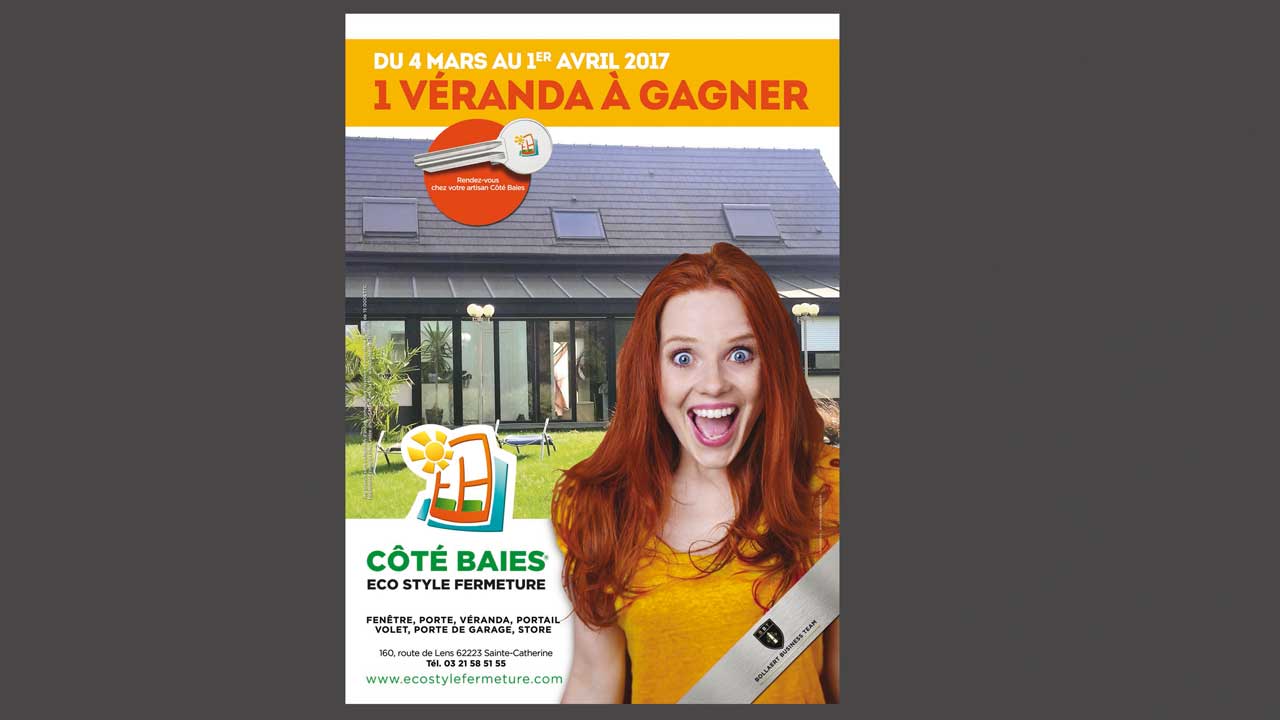 DU 4 MARS AU 1ER AVRIL 2017
1 VÉRANDA À GAGNER
Rendez-vous
chez votre artisan Côté Baies
CÔTÉ BAIES®
ECO STYLE FERMETURE
FENÊTRE, PORTE, VÉRANDA, PORTAIL
VOLET, PORTE DE GARAGE, STORE
160, route de Lens 62223 Sainte-Catherine
Tél. 03 21 58 51 55
www.ecostylefermeture.com
BOLLAERT BUSINESS TEAM